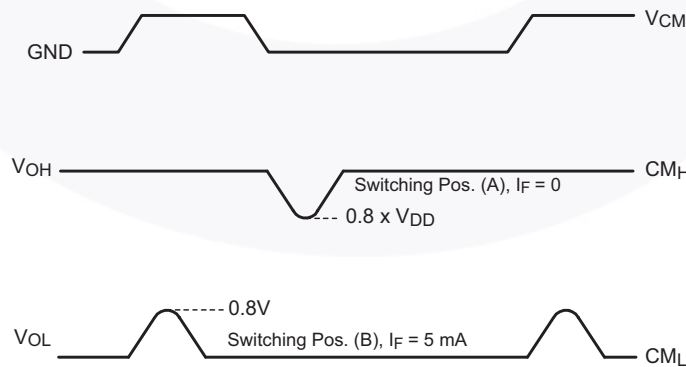 VCM
GND
VOH
Switching Pos. (A), IF = 0
CMH
0.8 x VDD
0.8V
VOL
Switching Pos. (B), IF = 5 mA
CML